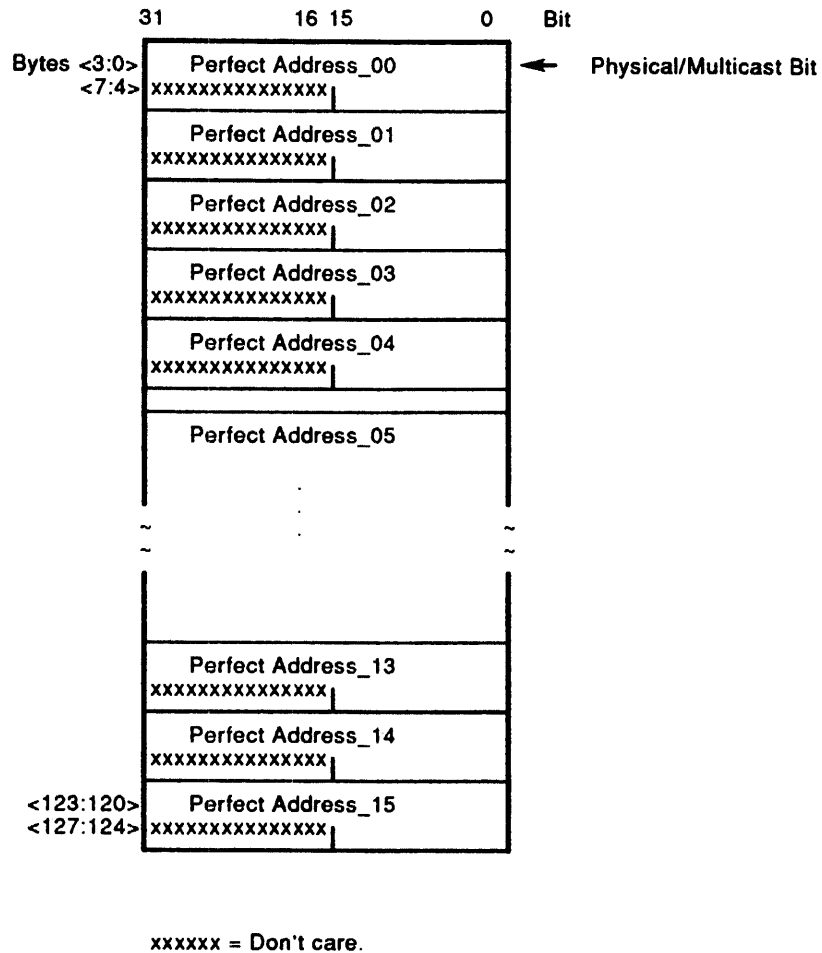 31 16 15 0 Bit
Bytes <3:0> Perfect Address_00 Physical/Multicast Bit
<7:4> xxxxxxxxxxxxxxx
Perfect Address_01
xxxxxxxxxxxxxxx
Perfect Address_02
xxxxxxxxxxxxxxx
Perfect Address_03
xxxxxxxxxxxxxxx
Perfect Address_04
xxxxxxxxxxxxxxx
Perfect Address_05
.
.
.
~ ~
~ ~
Perfect Address_13
xxxxxxxxxxxxxxx
Perfect Address_14
xxxxxxxxxxxxxxx
<123:120> Perfect Address_15
<127:124> xxxxxxxxxxxxxxx
xxxxxx = Don't care.